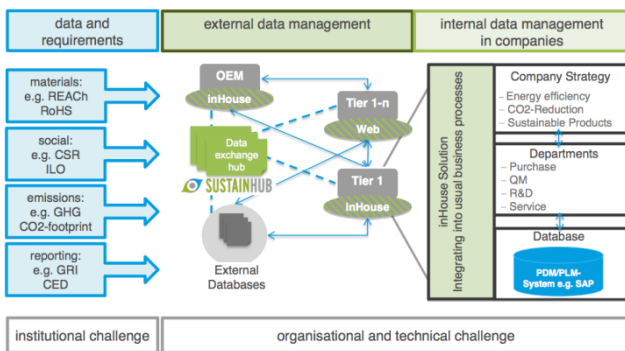 data and
requirements
external data management
internal data management
in companies
materials:
e.g. REACh
RoHS
social:
e.g. CSR
ILO
emissions:
e.g. GHG
CO2-footprint
reporting:
e.g. GRI
CED
OEM
inHouse
Tier 1-n
Web
Data
exchange
hub
SUSTAINHUB
Tier 1
inHouse
External
Databases
inHouse Solution
Integrating into usual business processes
Company Strategy
– Energy efficiency
– CO2-Reduction
– Sustainable Products
Departments
– Purchase
– QM
– R&D
– Service
Database
PDM/PLM-
System e.g. SAP
institutional challenge
organisational and technical challenge